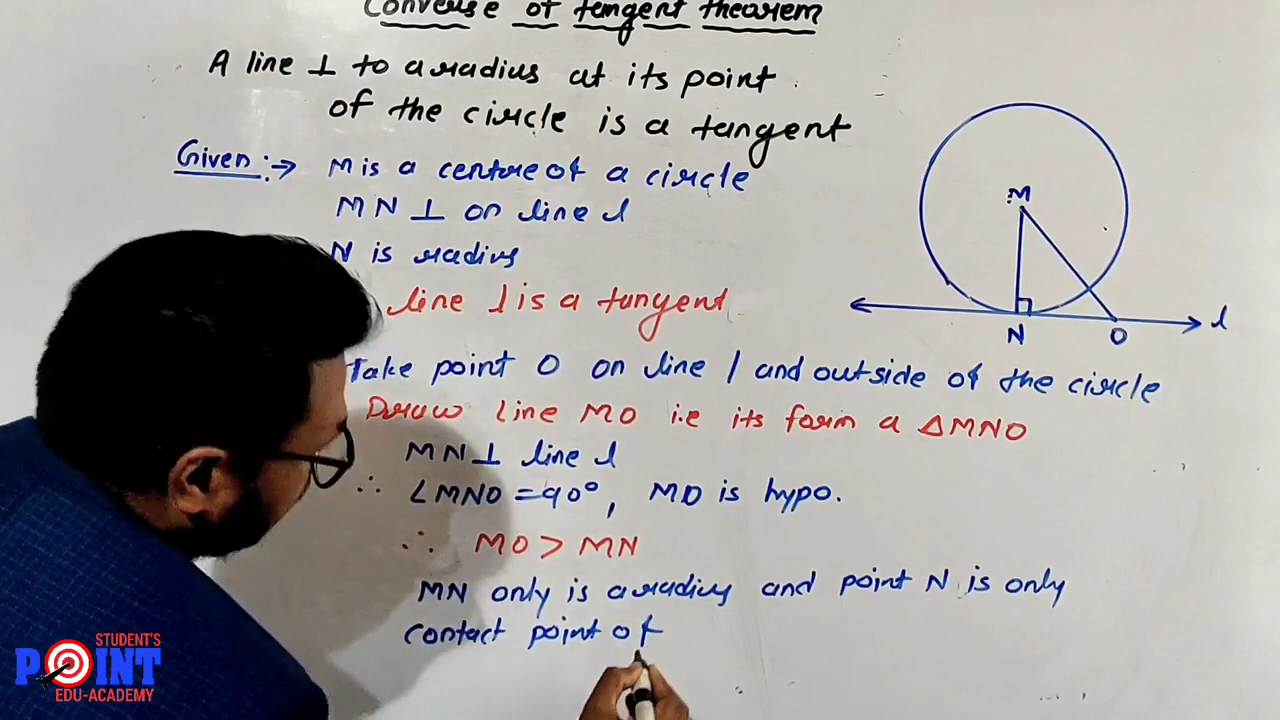 Converse of tangent theorem
A line ⊥ to a radius at its point
of the circle is a tangent
Given :→ M is a centre of a circle
MN ⊥ on line l
N is radius
line l is a tangent
Take point O on line l and outside of the circle
Draw line MO i.e its form a ΔMNO
MN ⊥ line l
∴ ∠MNO = 90°, MO is hypo.
∴ MO > MN
MN only is a radius and point N is only
contact point of
M
N
O
l
STUDENT'S
POINT
EDU-ACADEMY